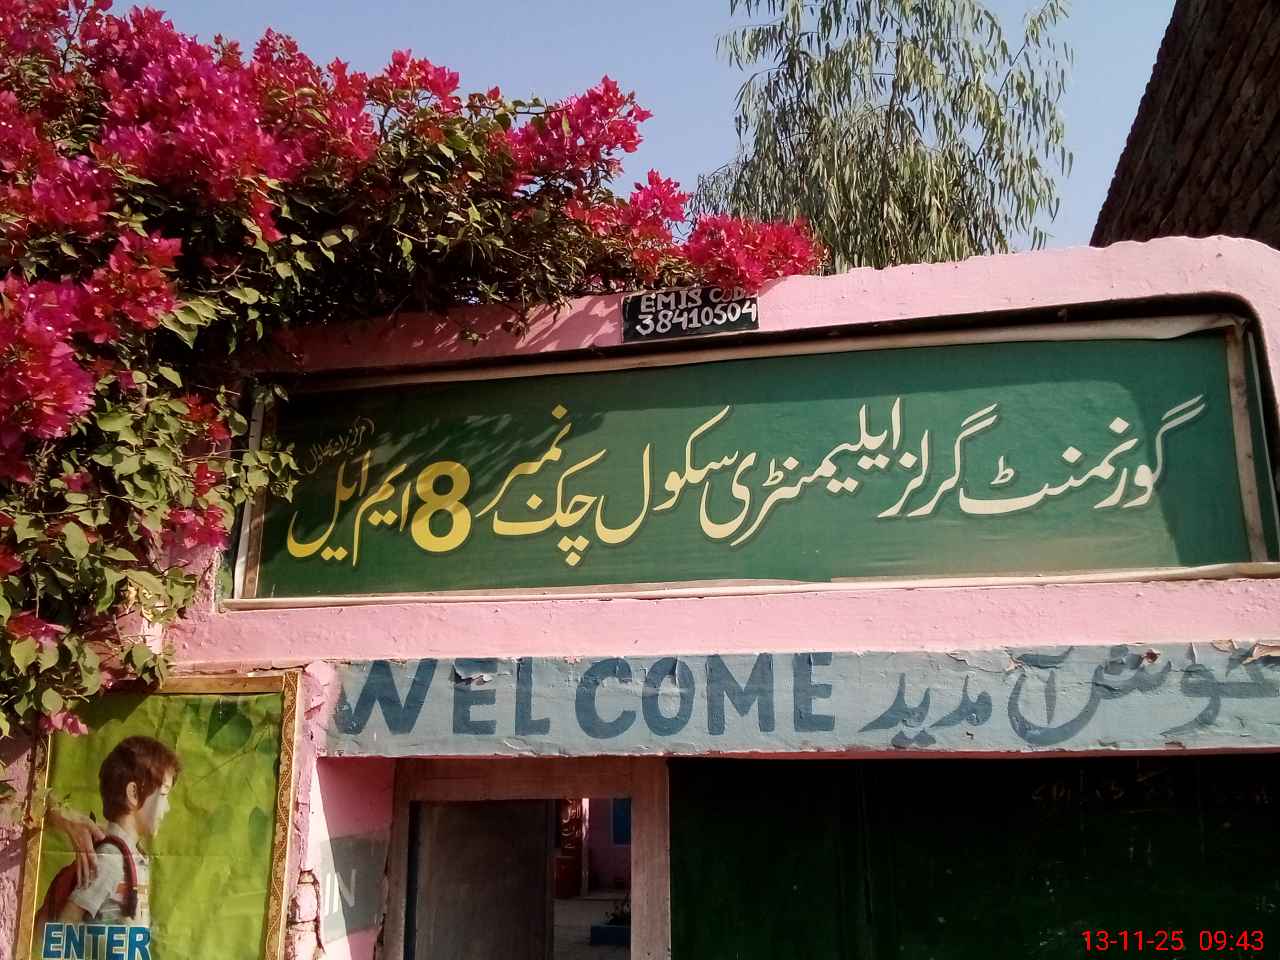 EMIS CODE
38410504
گورنمنٹ گرلز ایلیمنٹری سکول چک نمبر 8 ایم ایل
WELCOME خوش آمدید
IN
ENTER
13-11-25 09:43